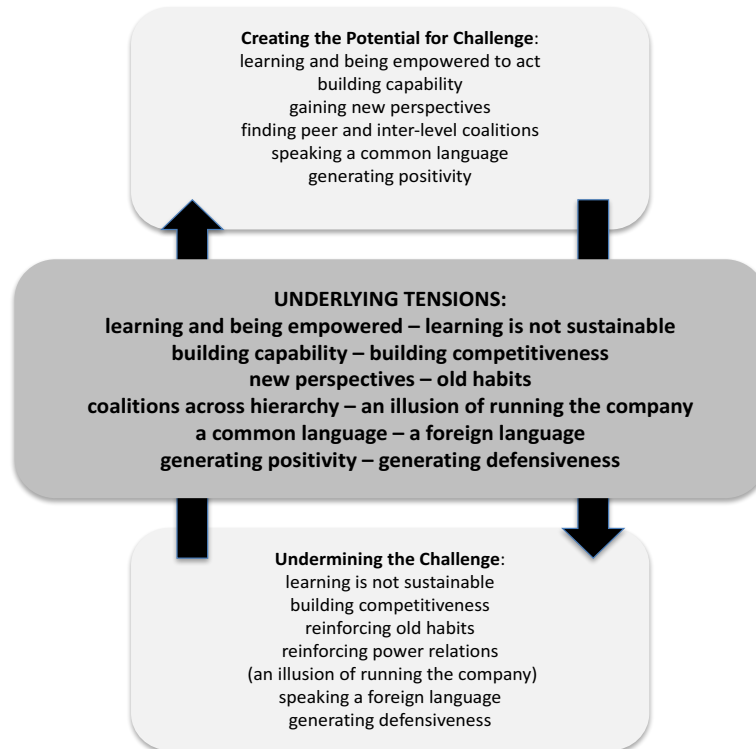 Creating the Potential for Challenge:
learning and being empowered to act
building capability
gaining new perspectives
finding peer and inter-level coalitions
speaking a common language
generating positivity
UNDERLYING TENSIONS:
learning and being empowered – learning is not sustainable
building capability – building competitiveness
new perspectives – old habits
coalitions across hierarchy – an illusion of running the company
a common language – a foreign language
generating positivity – generating defensiveness
Undermining the Challenge:
learning is not sustainable
building competitiveness
reinforcing old habits
reinforcing power relations
(an illusion of running the company)
speaking a foreign language
generating defensiveness